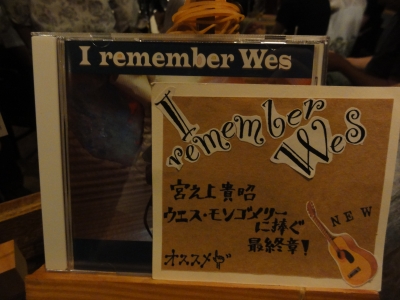 I remember Wes
I
remember
Wes
宮之上貴昭
ウエス・モンゴメリー
に捧ぐ
最終章!
NEW
オススメ